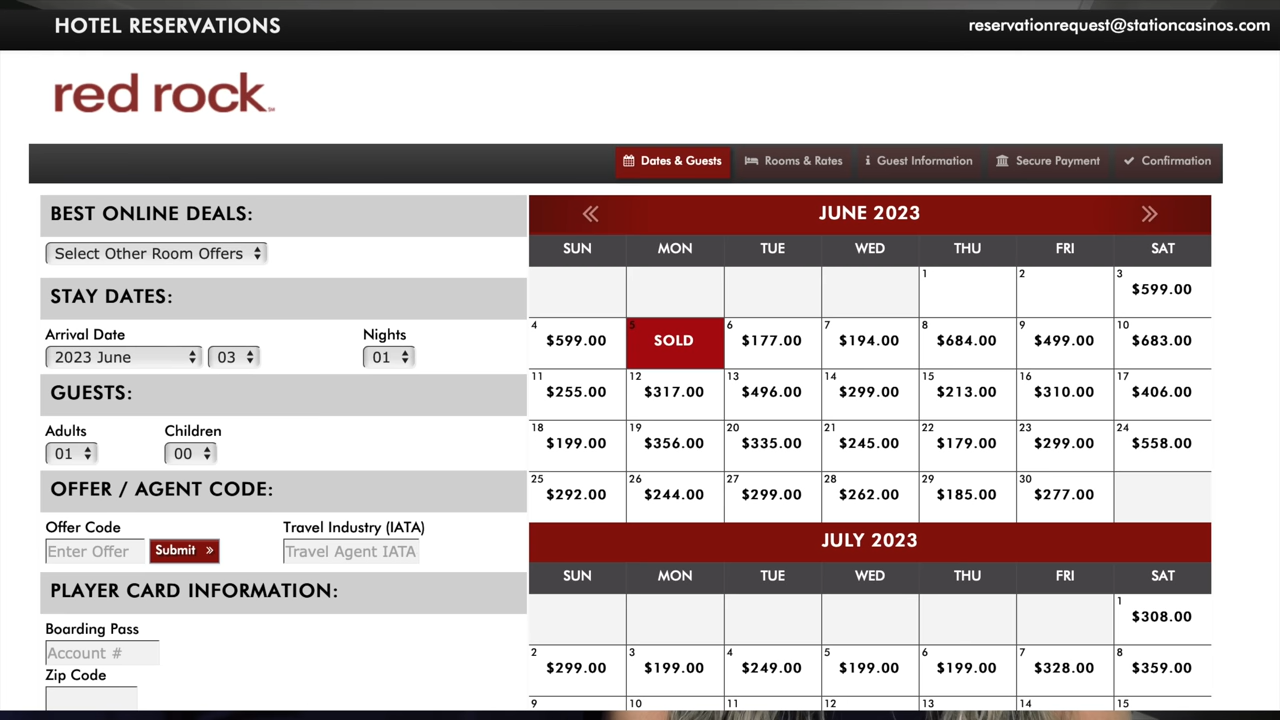 HOTEL RESERVATIONS
reservationrequest@stationcasinos.com
red rock
Dates & Guests
Rooms & Rates
Guest Information
Secure Payment
Confirmation
BEST ONLINE DEALS:
Select Other Room Offers
STAY DATES:
Arrival Date Nights
2023 June 03 01
GUESTS:
Adults Children
01 00
OFFER / AGENT CODE:
Offer Code Travel Industry (IATA)
Enter Offer Submit » Travel Agent IATA
PLAYER CARD INFORMATION:
Boarding Pass
Account #
Zip Code
« JUNE 2023 »
SUN MON TUE WED THU FRI SAT
1 2 3
$599.00
4 5 6 7 8 9 10
$599.00 SOLD $177.00 $194.00 $684.00 $499.00 $683.00
11 12 13 14 15 16 17
$255.00 $317.00 $496.00 $299.00 $213.00 $310.00 $406.00
18 19 20 21 22 23 24
$199.00 $356.00 $335.00 $245.00 $179.00 $299.00 $558.00
25 26 27 28 29 30
$292.00 $244.00 $299.00 $262.00 $185.00 $277.00
JULY 2023
SUN MON TUE WED THU FRI SAT
1
$308.00
2 3 4 5 6 7 8
$299.00 $199.00 $249.00 $199.00 $199.00 $328.00 $359.00
9 10 11 12 13 14 15